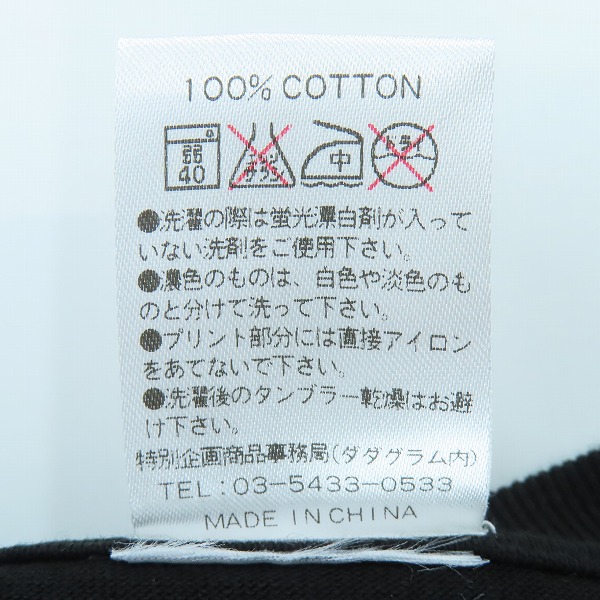 100% COTTON
弱
40
中
●洗濯の際は蛍光漂白剤が入って
いない洗剤をご使用下さい。
●濃色のものは、白色や淡色のも
のと分けて洗って下さい。
●プリント部分には直接アイロン
をあてないで下さい。
●洗濯後のタンブラー乾燥はお避
け下さい。
特別企画商品事務局(ダダグラム内)
TEL:03-5433-0533
MADE IN CHINA